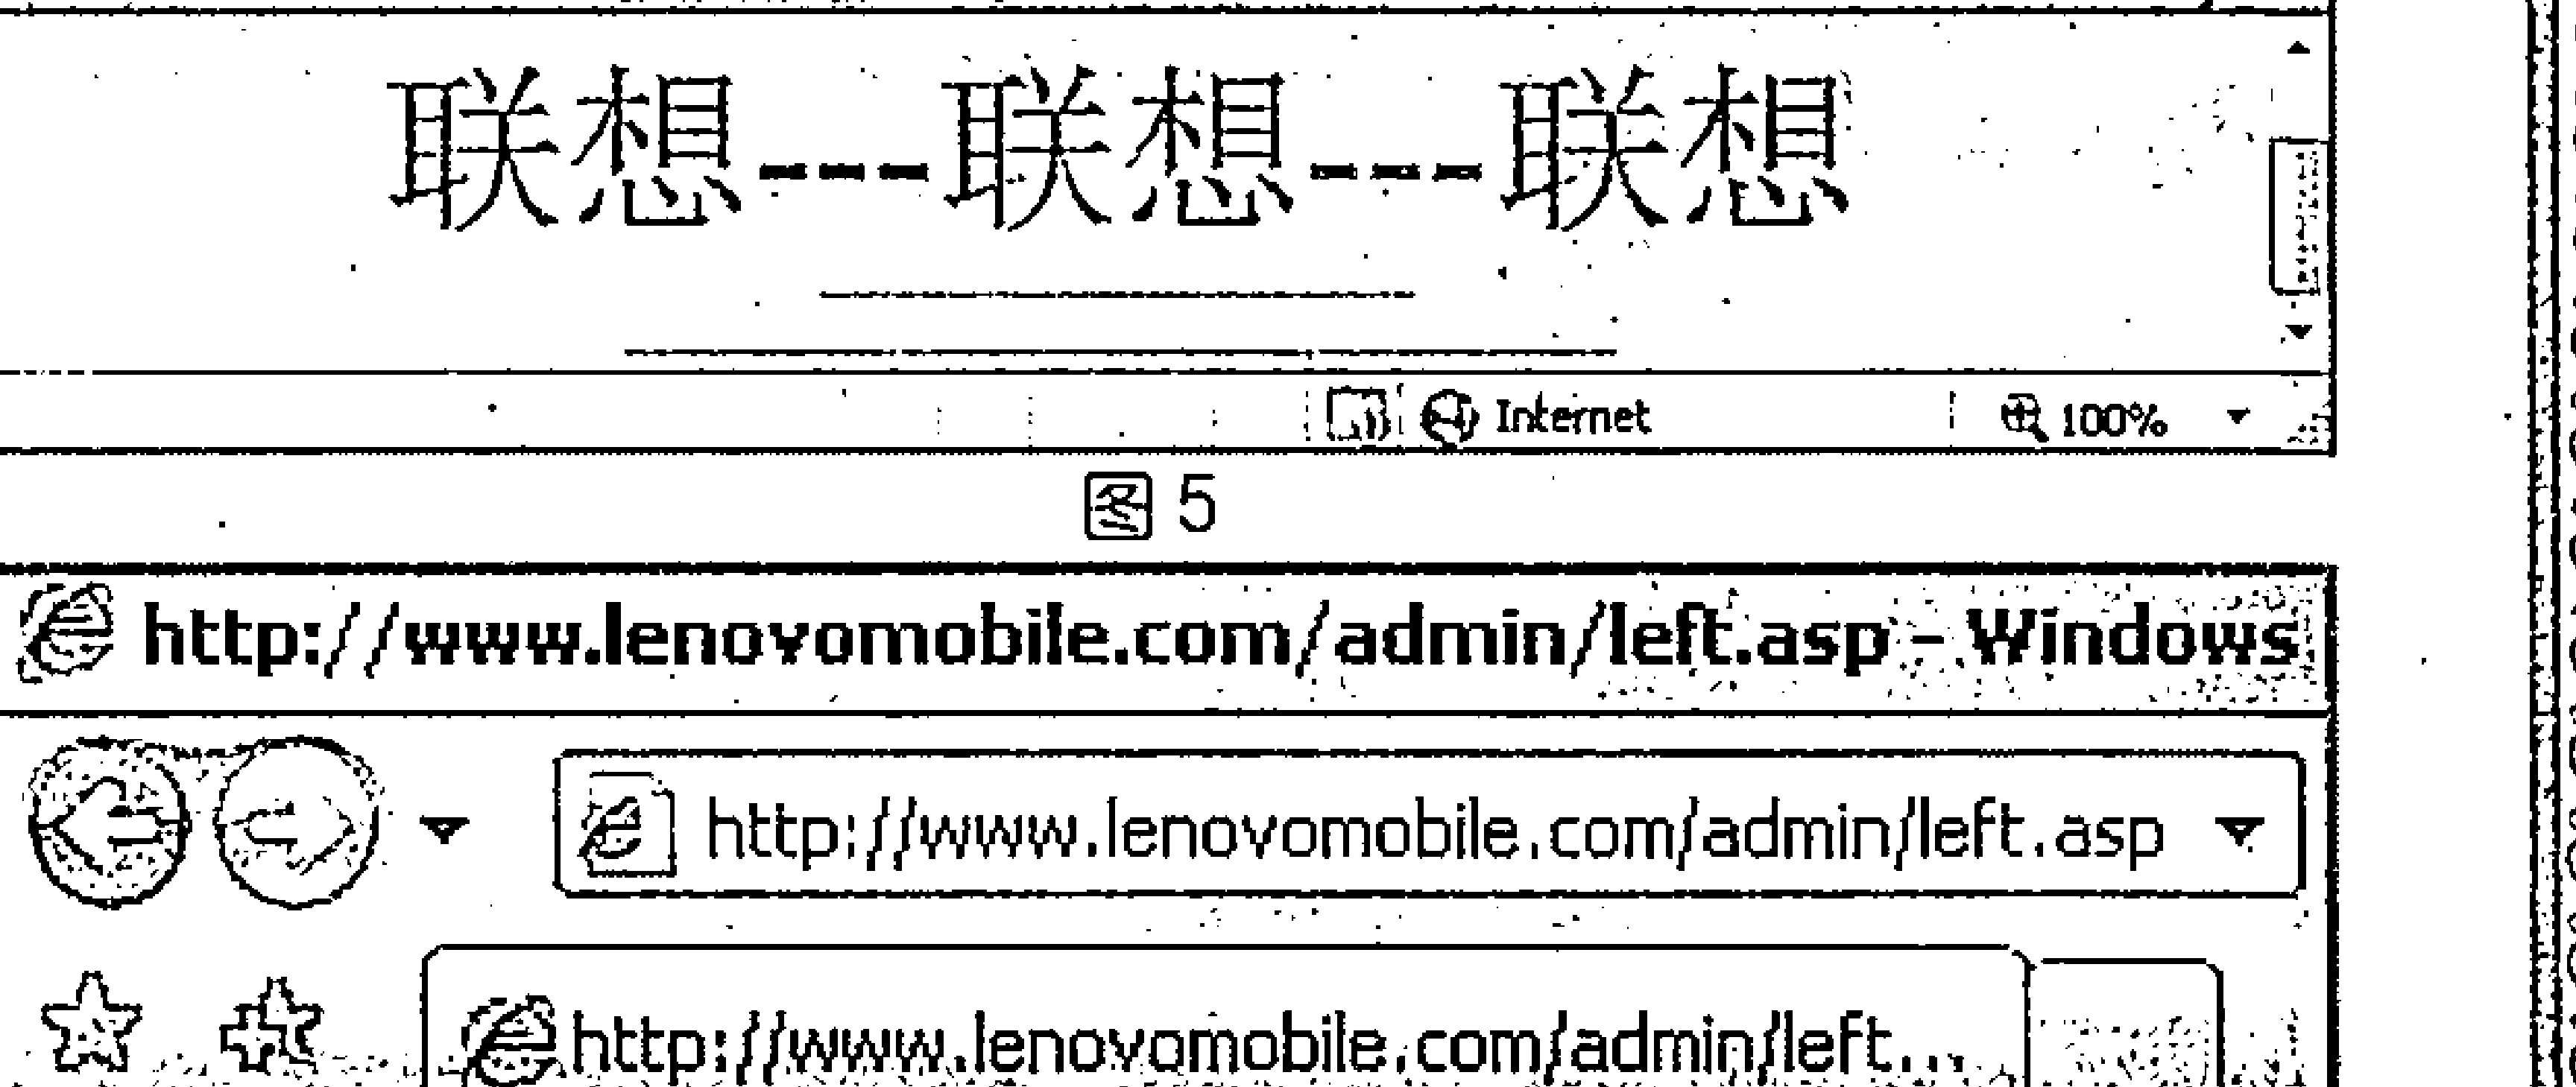 联想---联想---联想
Internet 100%
图 5
http://www.lenovomobile.com/admin/left.asp - Windows
http://www.lenovomobile.com/admin/left.asp
http://www.lenovomobile.com/admin/left...